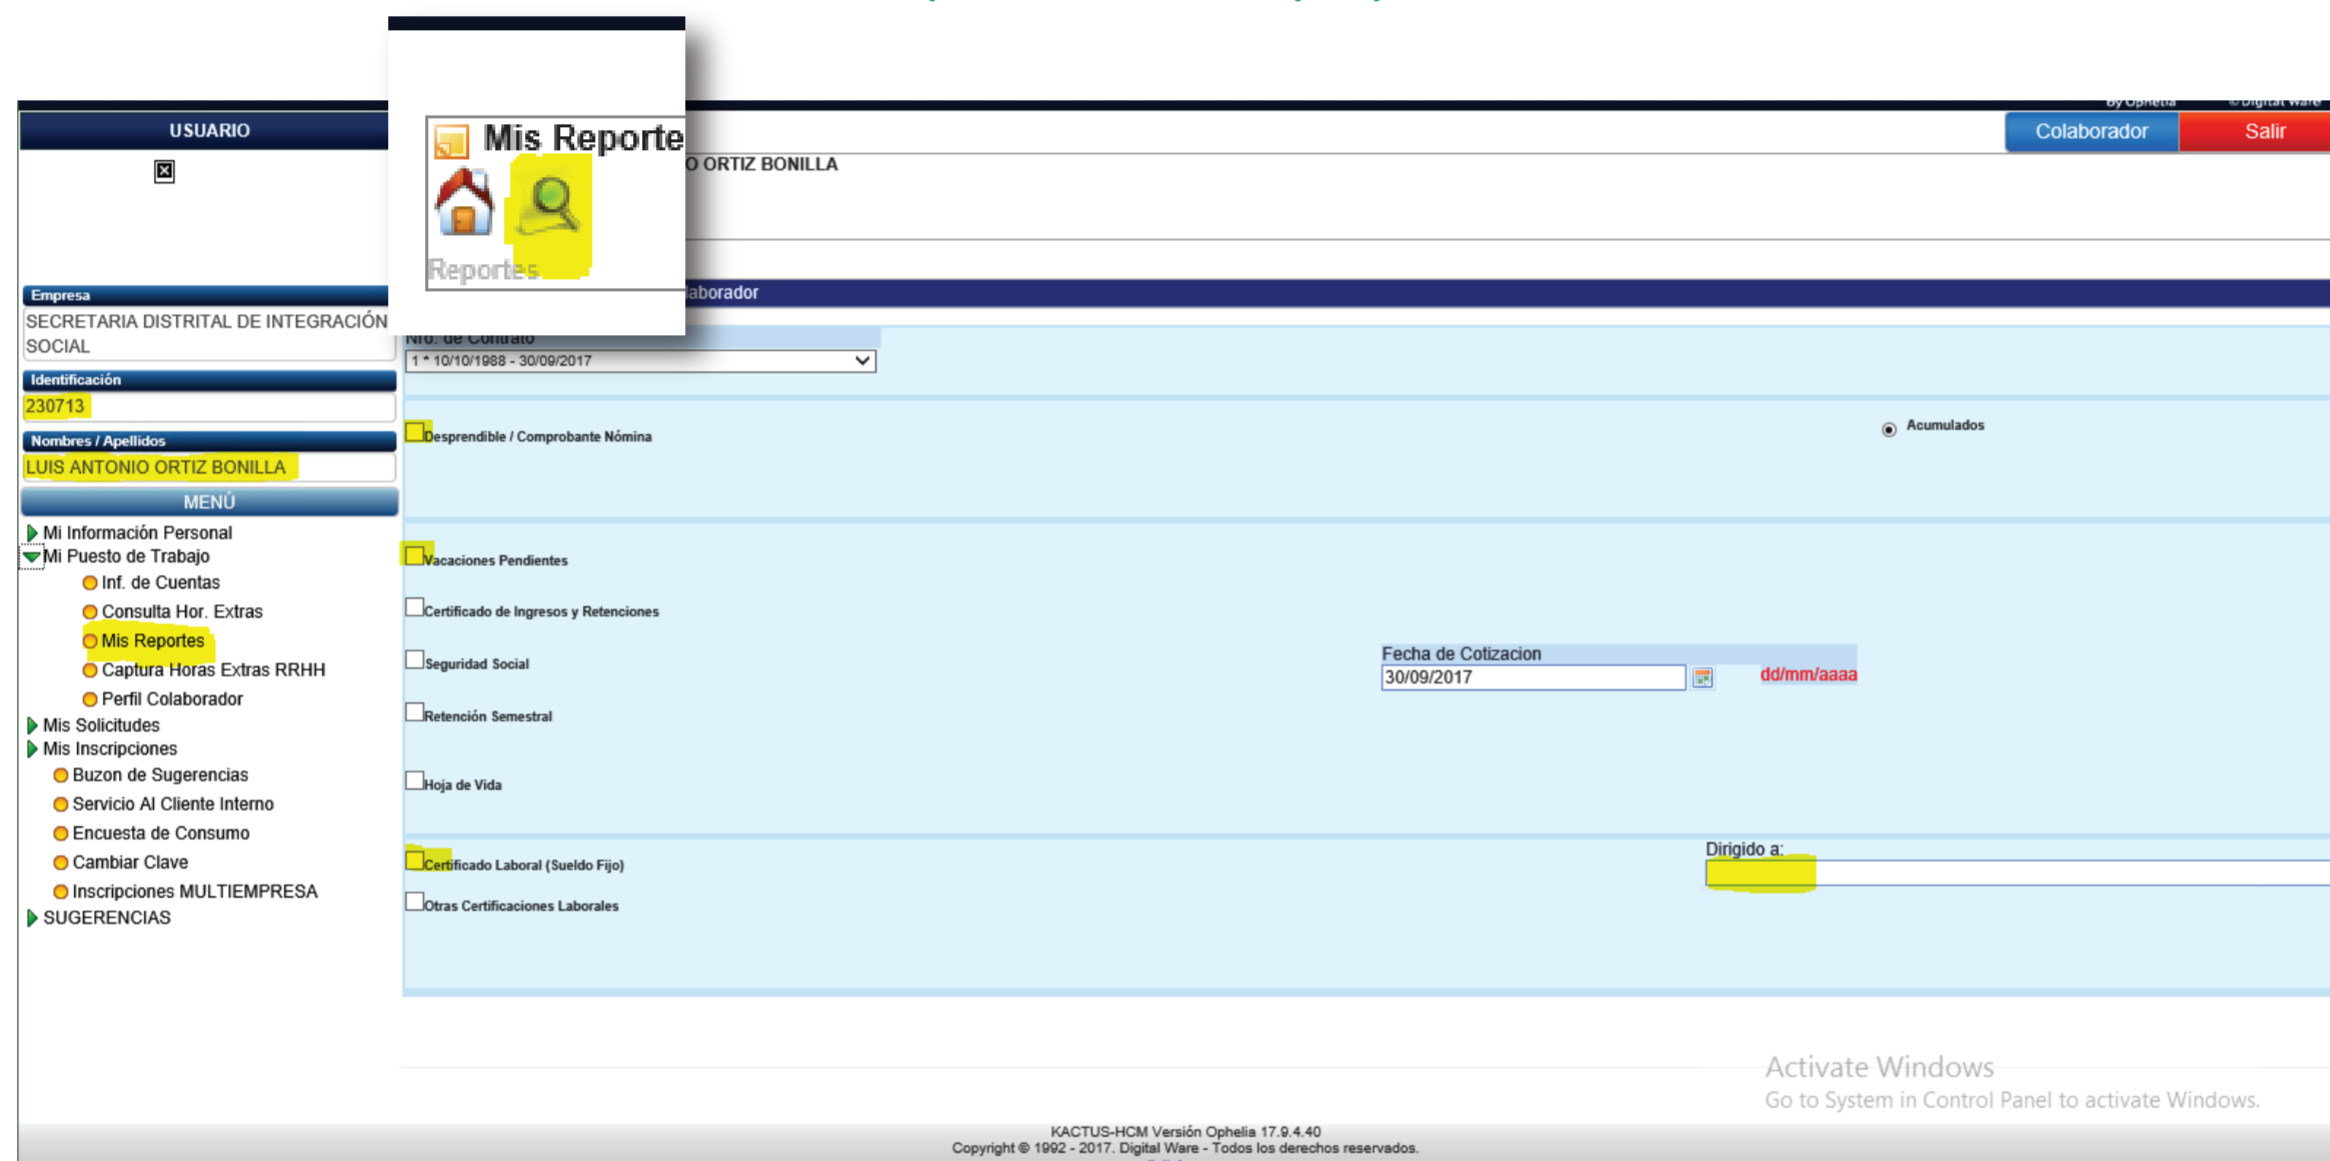 by Ophelia © Digital Ware
USUARIO
Mis Reporte
Colaborador
Salir
O ORTIZ BONILLA
Reportes
Empresa
SECRETARIA DISTRITAL DE INTEGRACIÓN
SOCIAL
aborador
Nro. de Contrato
1 * 10/10/1988 - 30/09/2017
Identificación
230713
Nombres / Apellidos
LUIS ANTONIO ORTIZ BONILLA
MENÚ
Mi Información Personal
Mi Puesto de Trabajo
Inf. de Cuentas
Consulta Hor. Extras
Mis Reportes
Captura Horas Extras RRHH
Perfil Colaborador
Mis Solicitudes
Mis Inscripciones
Buzon de Sugerencias
Servicio Al Cliente Interno
Encuesta de Consumo
Cambiar Clave
Inscripciones MULTIEMPRESA
SUGERENCIAS
Desprendible / Comprobante Nómina
Acumulados
Vacaciones Pendientes
Certificado de Ingresos y Retenciones
Seguridad Social
Fecha de Cotizacion
30/09/2017
dd/mm/aaaa
Retención Semestral
Hoja de Vida
Certificado Laboral (Sueldo Fijo)
Dirigido a:
Otras Certificaciones Laborales
Activate Windows
Go to System in Control Panel to activate Windows.
KACTUS-HCM Versión Ophelia 17.9.4.40
Copyright © 1992 - 2017. Digital Ware - Todos los derechos reservados.